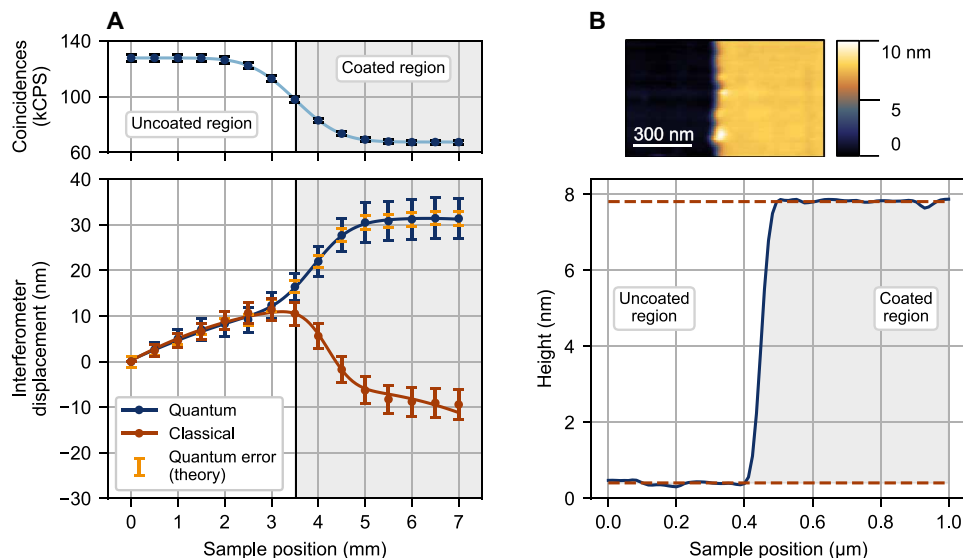 A
Coincidences
(kCPS)
140
100
60
Uncoated region
Coated region
Interferometer
displacement (nm)
40
30
20
10
0
−10
−20
−30
Quantum
Classical
Quantum error
(theory)
0
1
2
3
4
5
6
7
Sample position (mm)
B
300 nm
10 nm
5
0
Height (nm)
8
6
4
2
0
Uncoated
region
Coated
region
0.0
0.2
0.4
0.6
0.8
1.0
Sample position (µm)